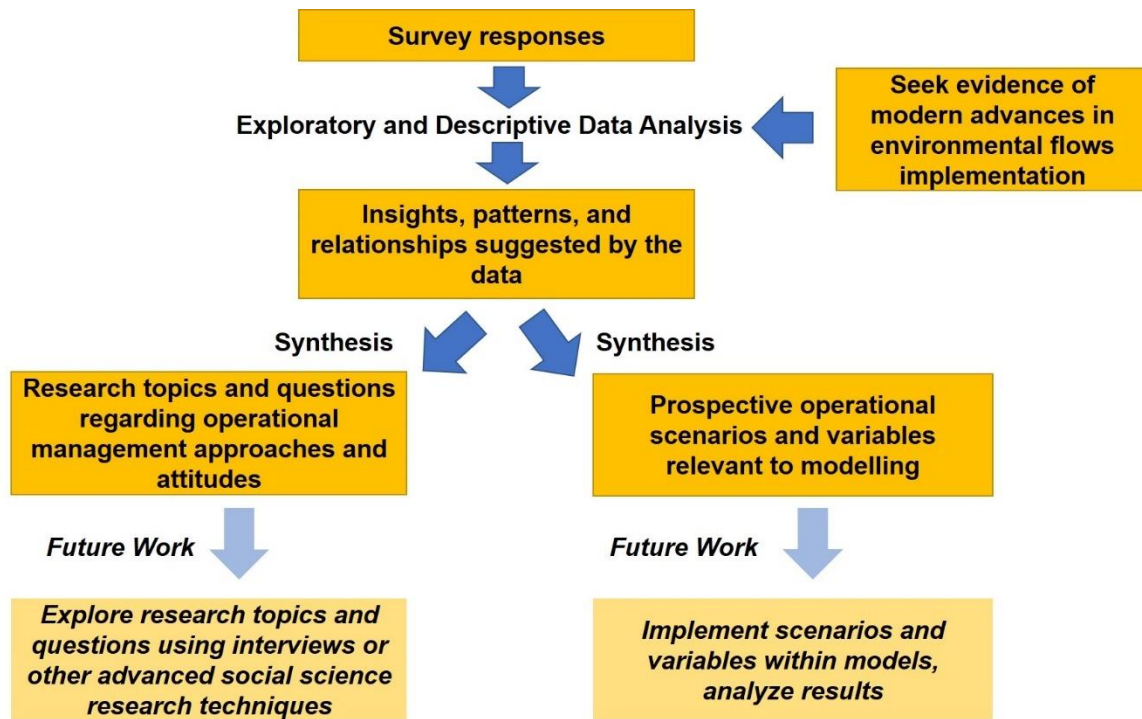 Survey responses
Seek evidence of
modern advances in
environmental flows
implementation
Exploratory and Descriptive Data Analysis
Insights, patterns, and
relationships suggested by the
data
Synthesis
Synthesis
Research topics and questions
regarding operational
management approaches and
attitudes
Prospective operational
scenarios and variables
relevant to modelling
Future Work
Future Work
Explore research topics and
questions using interviews or
other advanced social science
research techniques
Implement scenarios and
variables within models,
analyze results